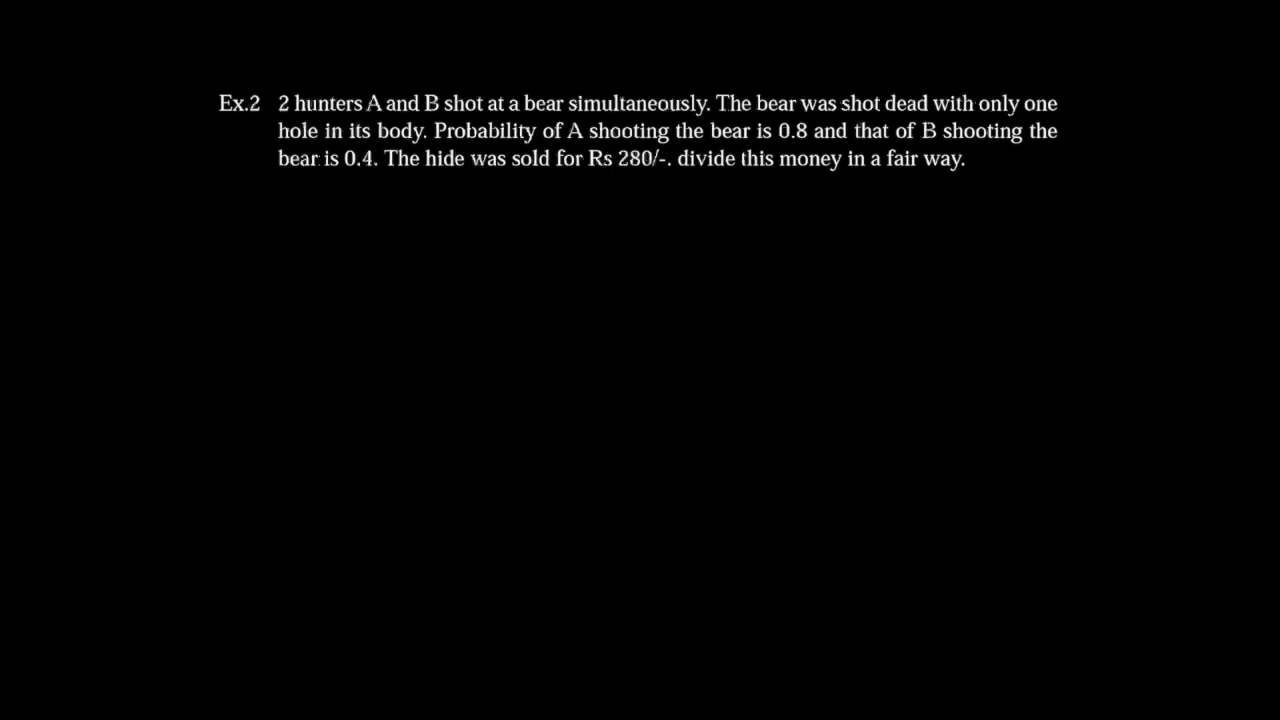 Ex.2 2 hunters A and B shot at a bear simultaneously. The bear was shot dead with only one
hole in its body. Probability of A shooting the bear is 0.8 and that of B shooting the
bear is 0.4. The hide was sold for Rs 280/-. divide this money in a fair way.